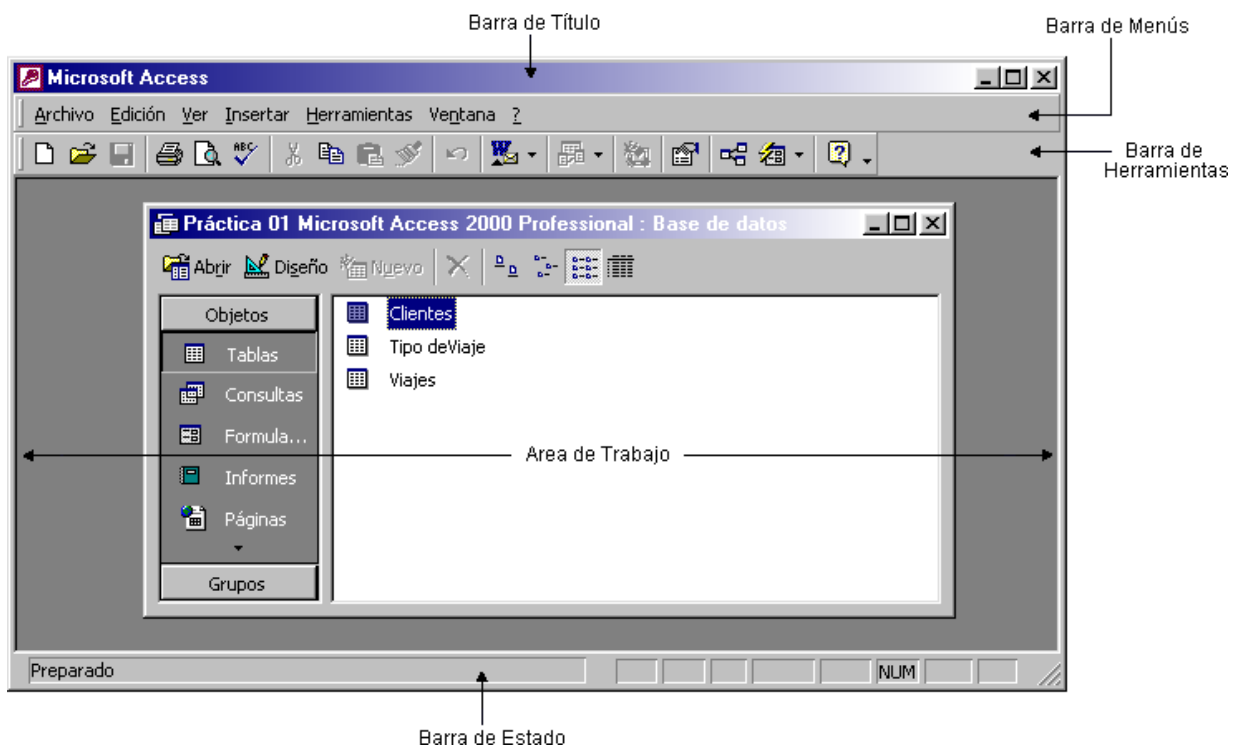 Barra de Título
Barra de Menús
Microsoft Access
Archivo Edición Ver Insertar Herramientas Ventana ?
ABC
W
?
Barra de
Herramientas
Práctica 01 Microsoft Access 2000 Professional : Base de datos
Abrir Diseño Nuevo
Objetos
Tablas
Consultas
Formula...
Informes
Páginas
Grupos
Clientes
Tipo deViaje
Viajes
Area de Trabajo
Preparado
NUM
Barra de Estado